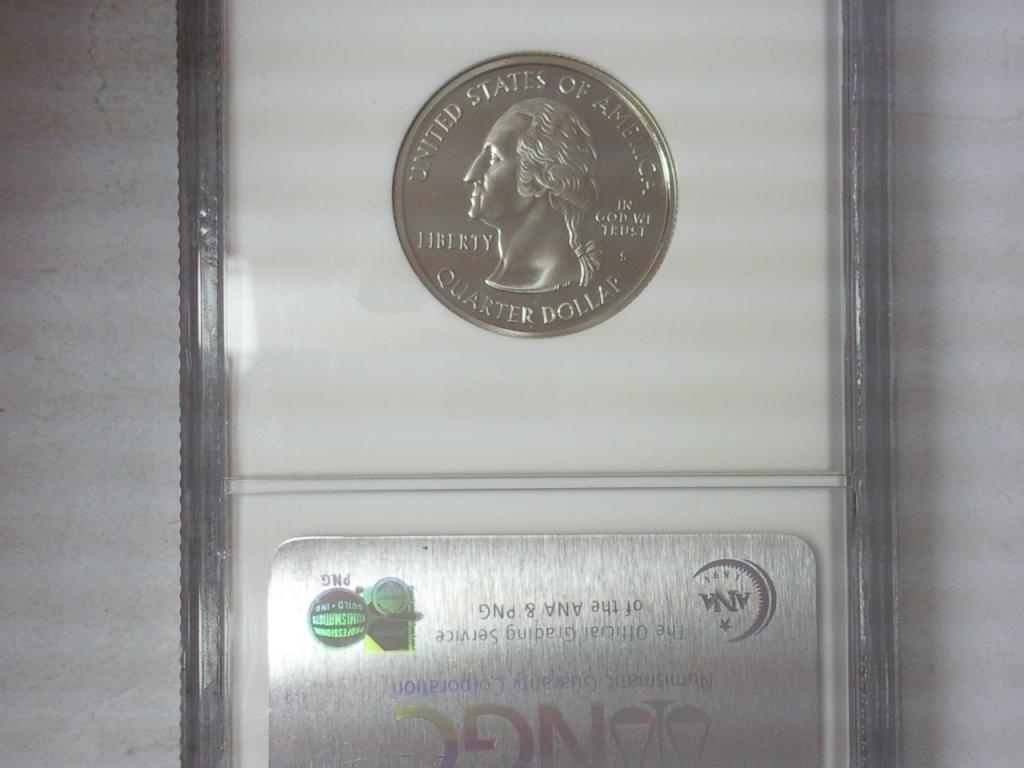 UNITED STATES OF AMERICA
LIBERTY
IN
GOD WE
TRUST
S
QUARTER DOLLAR
NGC
Numismatic Guaranty Corporation
The Official Grading Service
of the ANA & PNG
ANA
1891
PROFESSIONAL
NUMISMATISTS
GUILD · INC
PNG